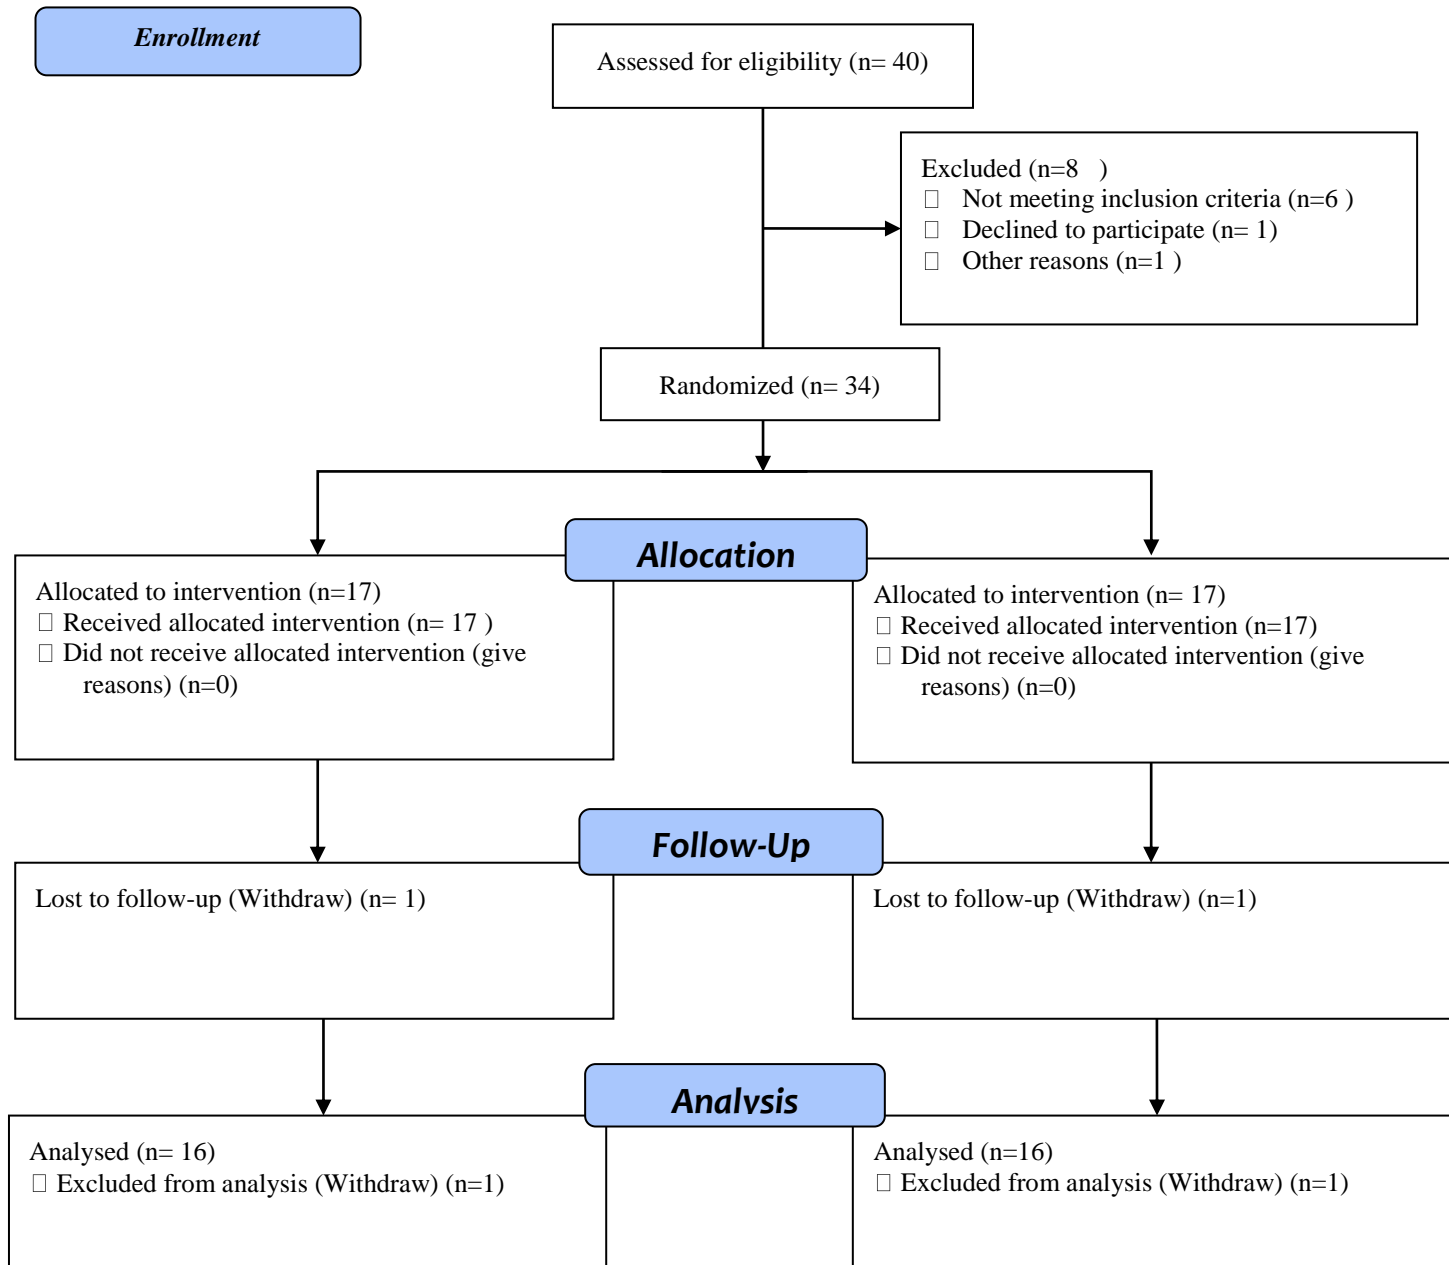 Enrollment
Assessed for eligibility (n= 40)
Excluded (n=8   )
□ Not meeting inclusion criteria (n=6 )
□ Declined to participate (n= 1)
□ Other reasons (n=1 )
Randomized (n= 34)
Allocation
Allocated to intervention (n=17)
□ Received allocated intervention (n= 17 )
□ Did not receive allocated intervention (give
reasons) (n=0)
Allocated to intervention (n= 17)
□ Received allocated intervention (n=17)
□ Did not receive allocated intervention (give
reasons) (n=0)
Follow-Up
Lost to follow-up (Withdraw) (n= 1)
Lost to follow-up (Withdraw) (n=1)
Analysis
Analysed (n= 16)
□ Excluded from analysis (Withdraw) (n=1)
Analysed (n=16)
□ Excluded from analysis (Withdraw) (n=1)